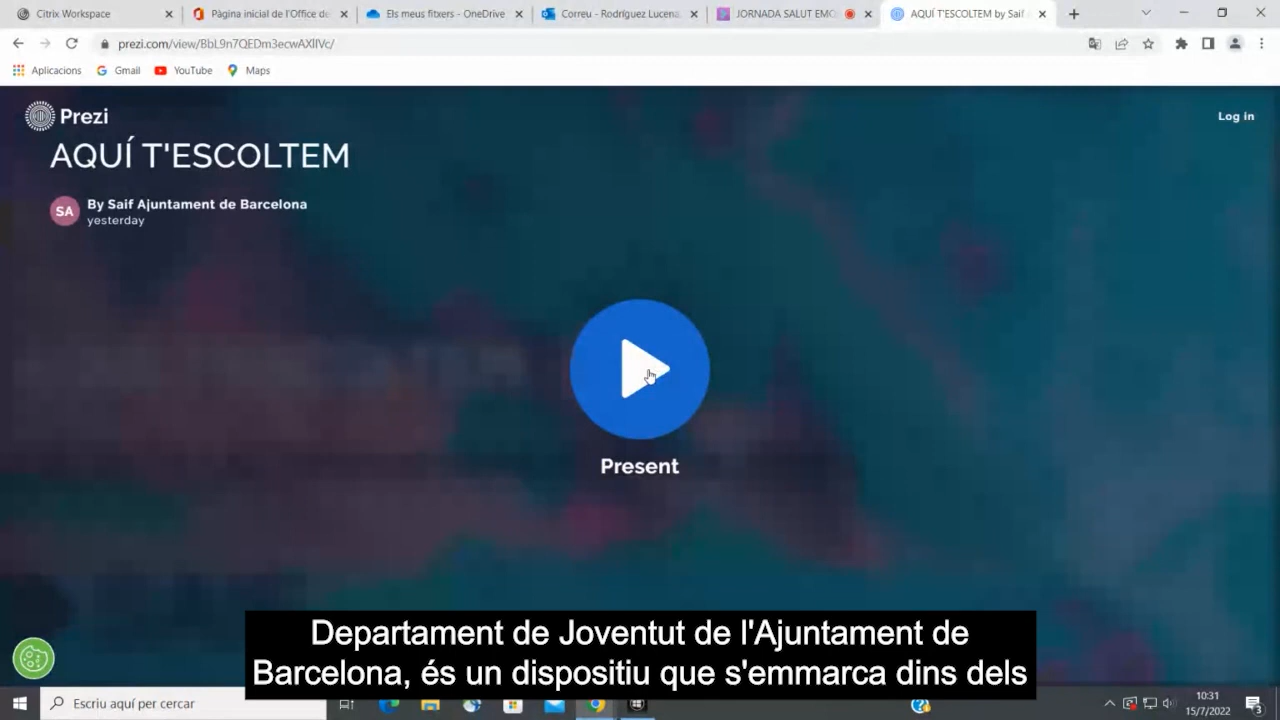 Citrix Workspace
Pàgina inicial de l'Office de
Els meus fitxers - OneDrive
Correu - Rodríguez Lucena,
JORNADA SALUT EMO
AQUÍ T'ESCOLTEM by Saif A
prezi.com/view/BbL9n7QEDm3ecwAXlIVc/
Aplicacions
Gmail
YouTube
Maps
Prezi
Log in
AQUÍ T'ESCOLTEM
SA
By Saif Ajuntament de Barcelona
yesterday
Present
Departament de Joventut de l'Ajuntament de
Barcelona, és un dispositiu que s'emmarca dins dels
Escriu aquí per cercar
10:31
15/7/2022
3